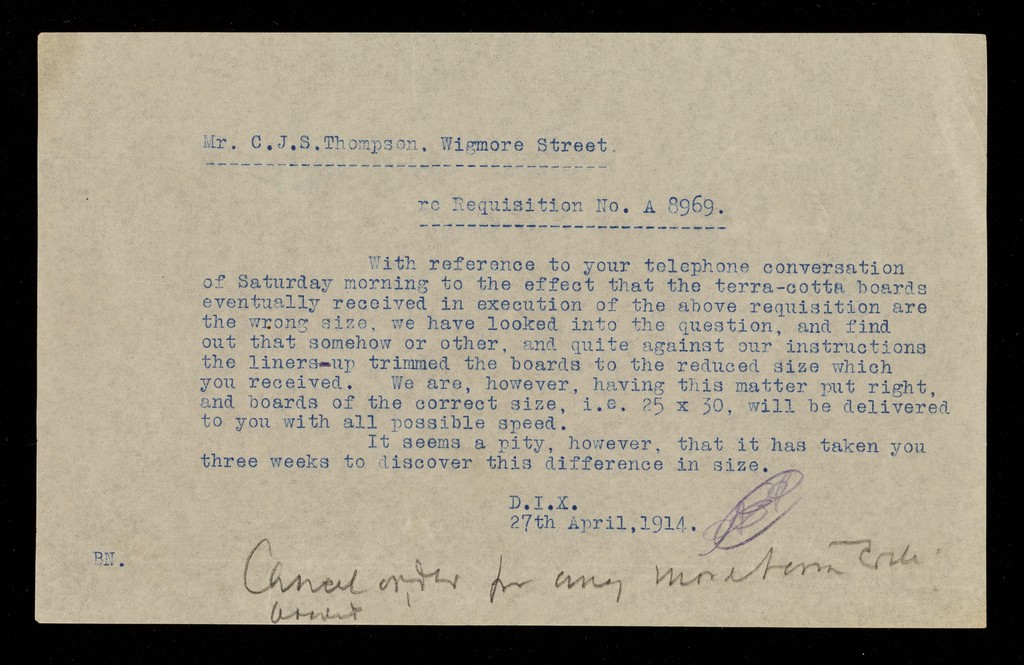 Mr. C.J.S.Thompson, Wigmore Street.
re Requisition No. A 8969.
With reference to your telephone conversation
of Saturday morning to the effect that the terra-cotta boards
eventually received in execution of the above requisition are
the wrong size, we have looked into the question, and find
out that somehow or other, and quite against our instructions
the liners-up trimmed the boards to the reduced size which
you received. We are, however, having this matter put right,
and boards of the correct size, i.e. 25 x 30, will be delivered
to you with all possible speed.
It seems a pity, however, that it has taken you
three weeks to discover this difference in size.
D.I.X.
27th April,1914.
BN.
Cancel order for any more terra Cotta